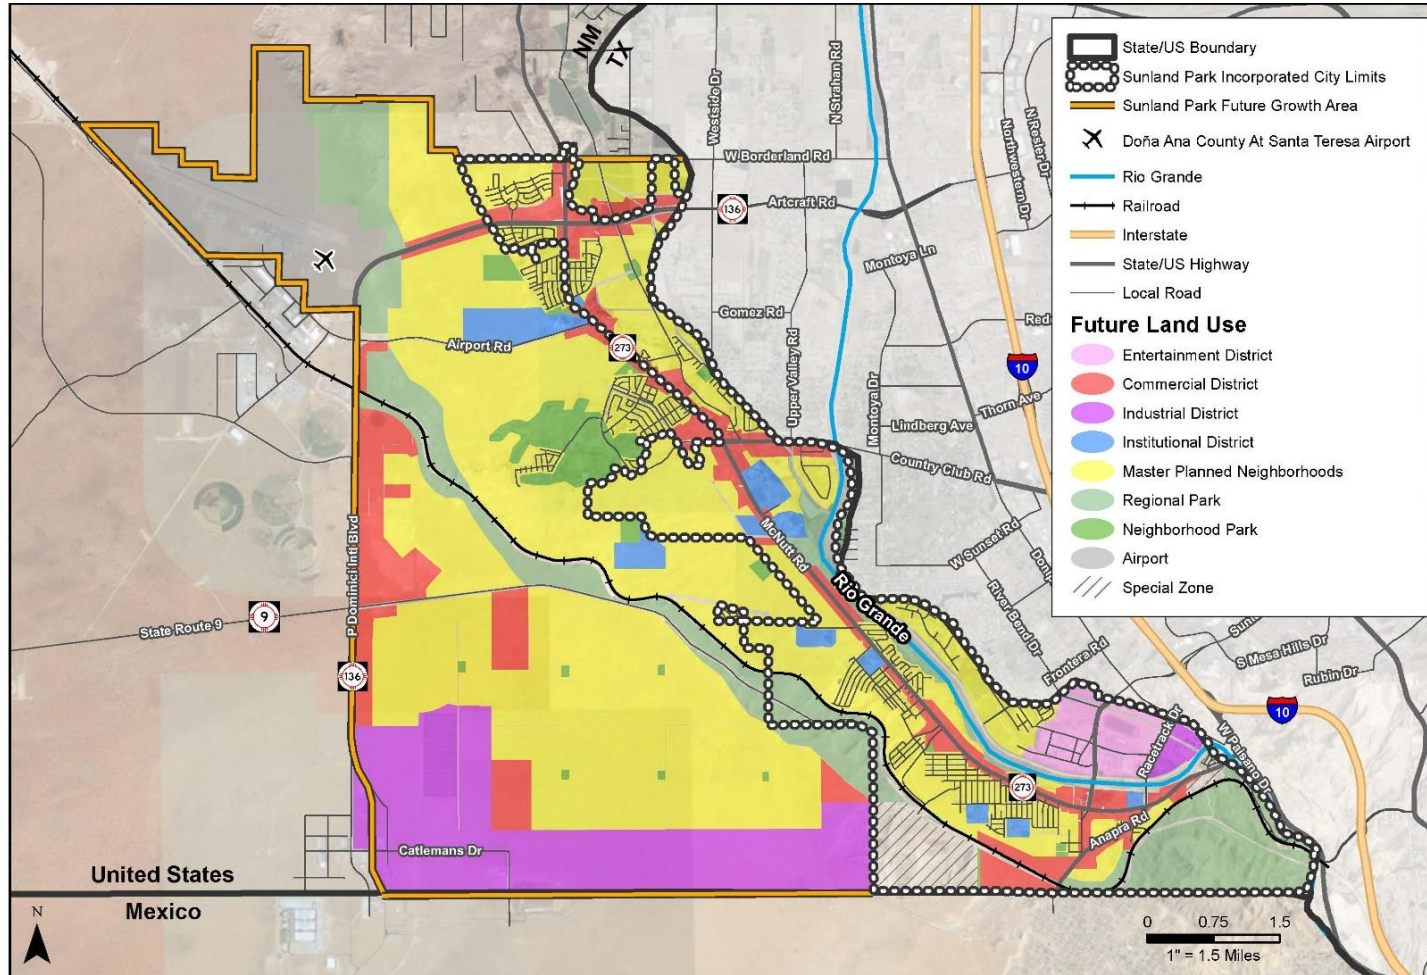 NM
TX
Westside Dr
N Strahan Rd
N Resler Dr
Northwestern Dr
W Borderland Rd
136
Artcraft Rd
Montoya Ln
Gomez Rd
Airport Rd
273
Upper Valley Rd
Montoya Dr
10
Thorn Ave
Lindberg Ave
Country Club Rd
P Dominici Intl Blvd
McNutt Rd
W Sunset Rd
Rio Grande
River Bend Dr
State Route 9
9
Frontera Rd
S Mesa Hills Dr
Rubin Dr
136
10
Racetrack Dr
W Paisano Dr
273
Anapra Rd
Catlemans Dr
United States
Mexico
N
0 0.75 1.5
1" = 1.5 Miles
State/US Boundary
Sunland Park Incorporated City Limits
Sunland Park Future Growth Area
Doña Ana County At Santa Teresa Airport
Rio Grande
Railroad
Interstate
State/US Highway
Local Road
Future Land Use
Entertainment District
Commercial District
Industrial District
Institutional District
Master Planned Neighborhoods
Regional Park
Neighborhood Park
Airport
Special Zone